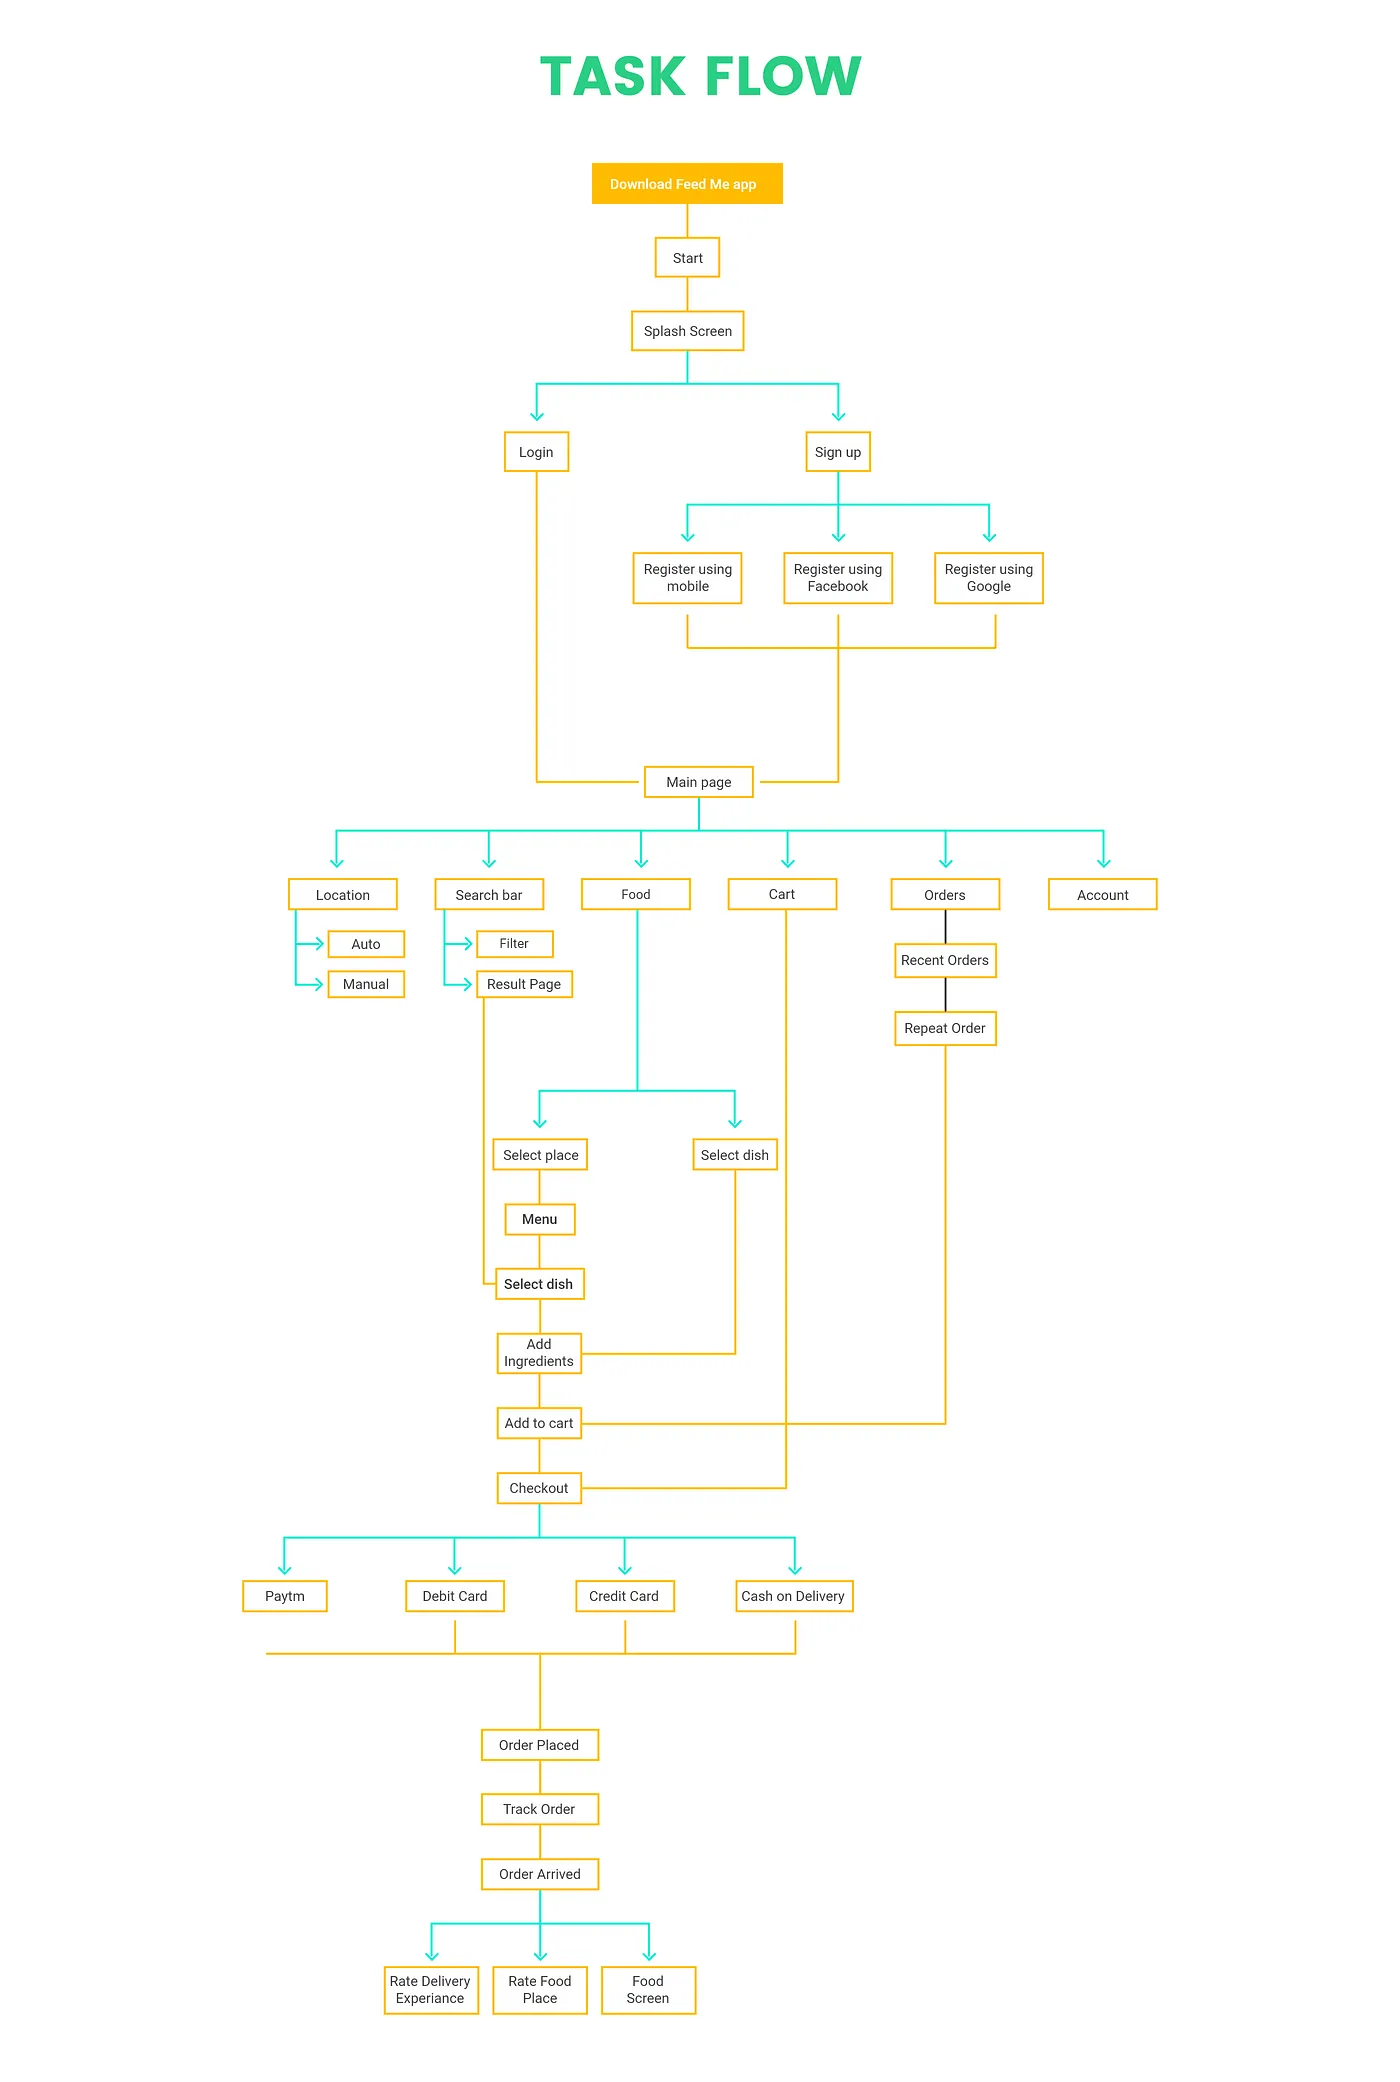 TASK FLOW
Download Feed Me app
Start
Splash Screen
Login
Sign up
Register using
mobile
Register using
Facebook
Register using
Google
Main page
Location
Search bar
Food
Cart
Orders
Account
Auto
Filter
Manual
Result Page
Recent Orders
Repeat Order
Select place
Select dish
Menu
Select dish
Add
Ingredients
Add to cart
Checkout
Paytm
Debit Card
Credit Card
Cash on Delivery
Order Placed
Track Order
Order Arrived
Rate Delivery
Experiance
Rate Food
Place
Food
Screen